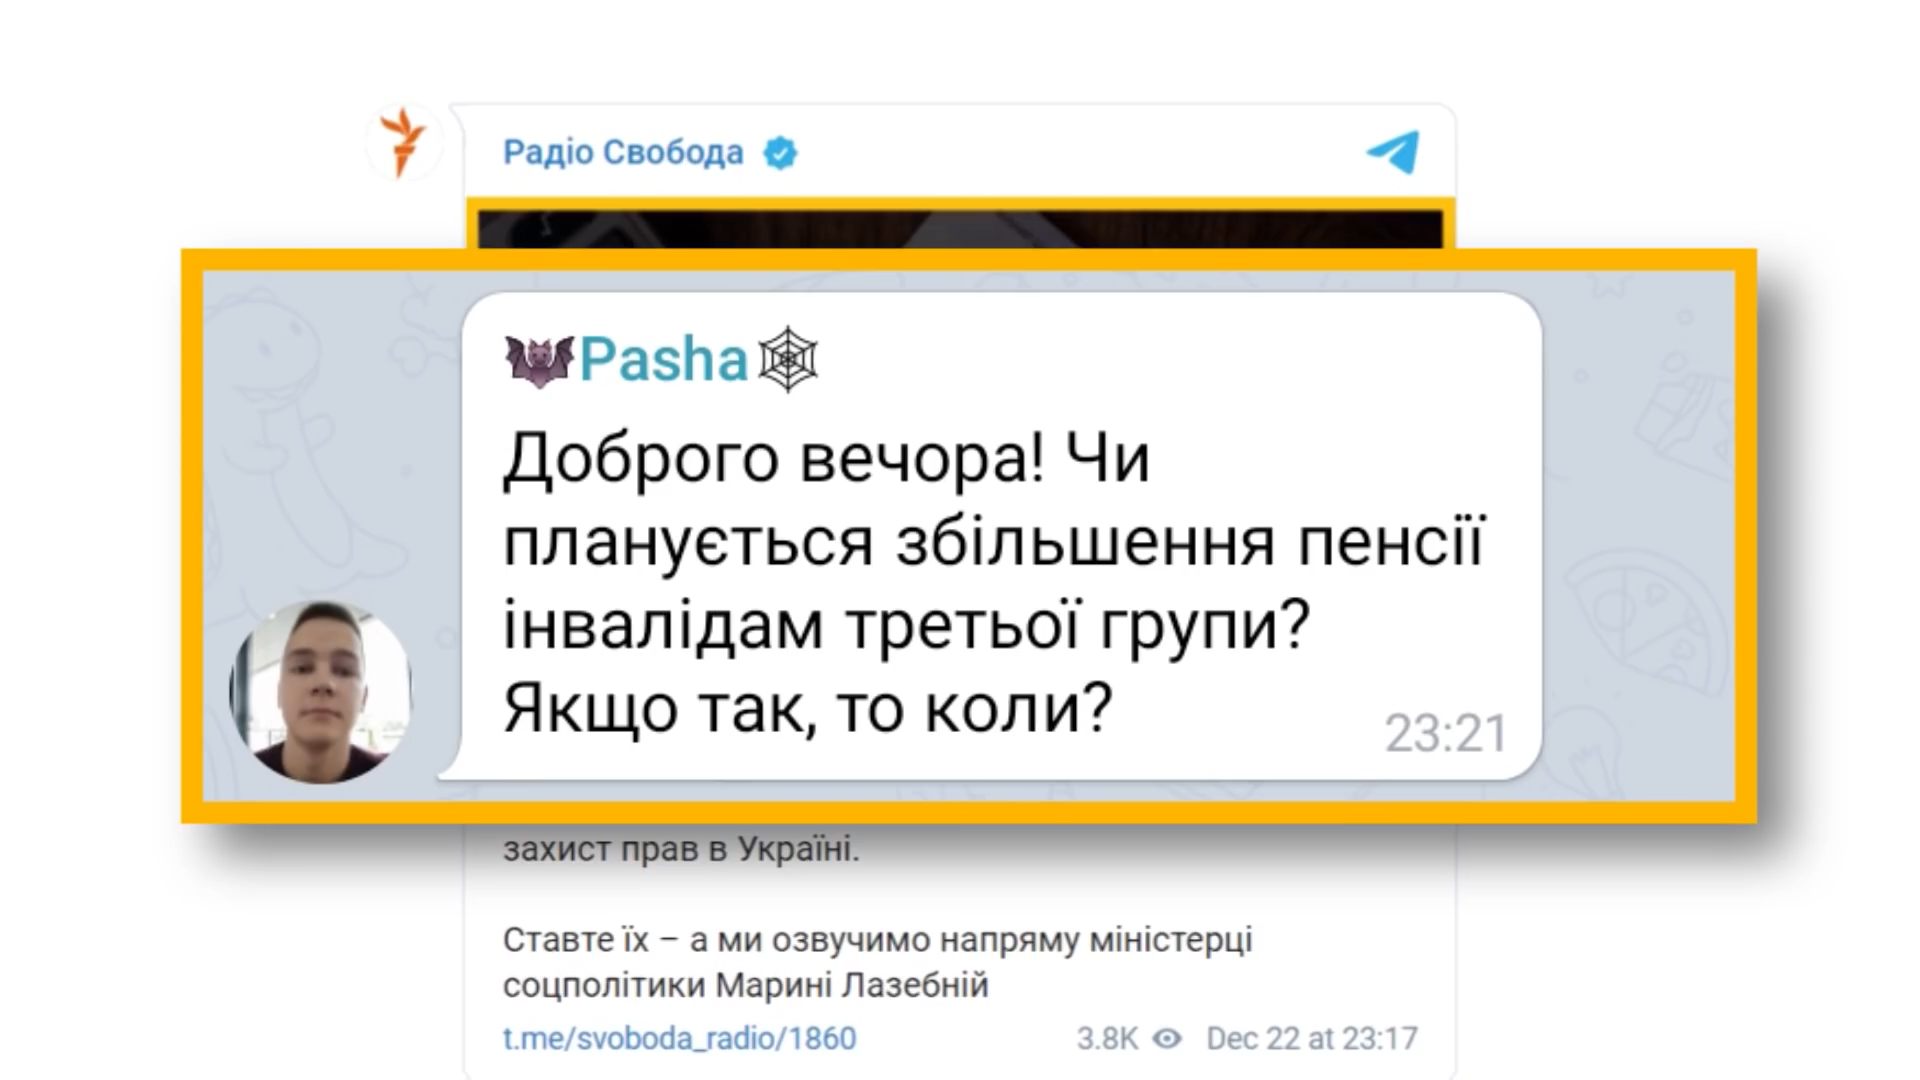 Радіо Свобода
🦇Pasha🕸
Доброго вечора! Чи
планується збільшення пенсії
інвалідам третьої групи?
Якщо так, то коли?
23:21
захист прав в Україні.
Ставте їх – а ми озвучимо напряму міністерці
соцполітики Марині Лазебній
t.me/svoboda_radio/1860 3.8K Dec 22 at 23:17